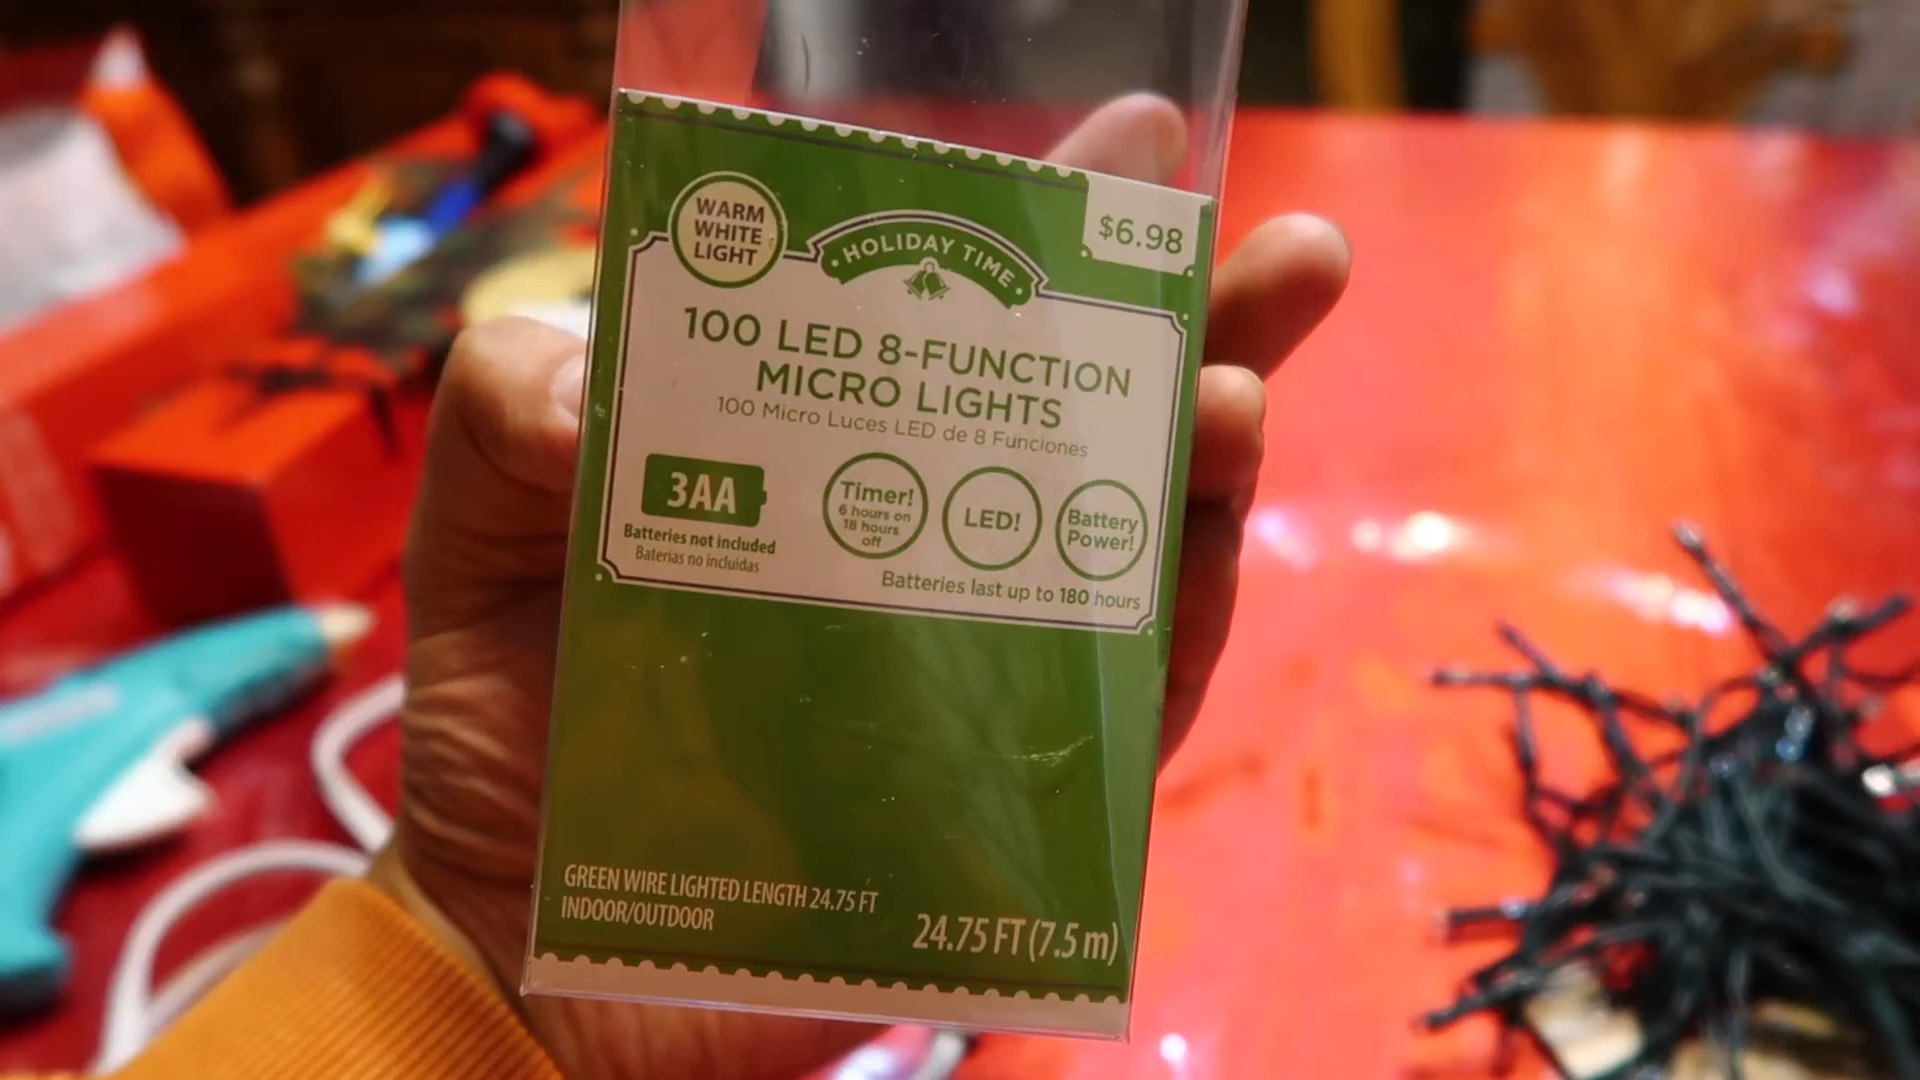 WARM
WHITE
LIGHT
HOLIDAY TIME
$6.98
100 LED 8-FUNCTION
MICRO LIGHTS
100 Micro Luces LED de 8 Funciones
3AA
Batteries not included
Baterías no incluidas
Timer!
6 hours on
18 hours
off
LED!
Battery
Power!
Batteries last up to 180 hours
GREEN WIRE LIGHTED LENGTH 24.75 FT
INDOOR/OUTDOOR
24.75 FT (7.5 m)